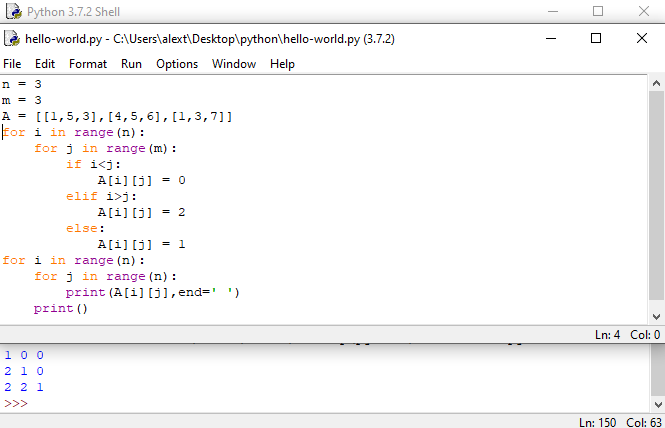 Python 3.7.2 Shell
hello-world.py - C:\Users\alext\Desktop\python\hello-world.py (3.7.2)
File Edit Format Run Options Window Help
n = 3
m = 3
A = [[1,5,3],[4,5,6],[1,3,7]]
for i in range(n):
    for j in range(m):
        if i<j:
            A[i][j] = 0
        elif i>j:
            A[i][j] = 2
        else:
            A[i][j] = 1
for i in range(n):
    for j in range(n):
        print(A[i][j],end=' ')
    print()
Ln: 4 Col: 0
1 0 0
2 1 0
2 2 1
>>>
Ln: 150 Col: 63